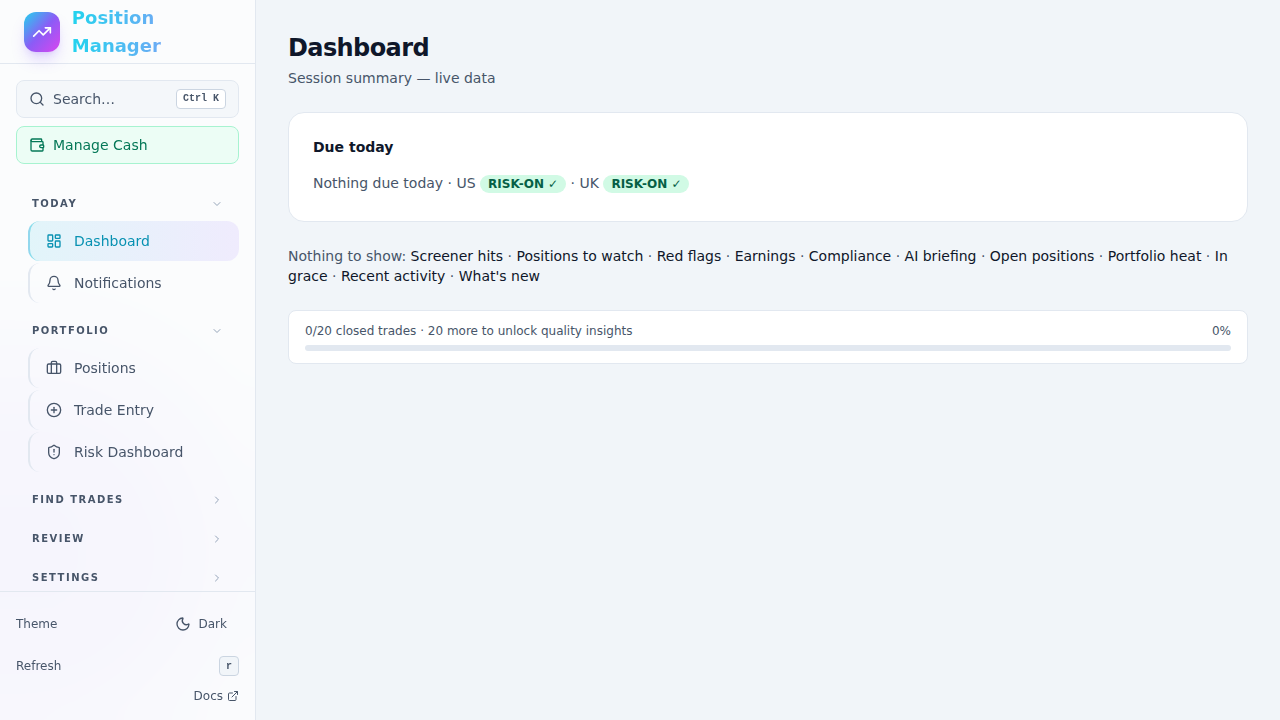 Position
Manager
Search…
Ctrl K
Manage Cash
TODAY
Dashboard
Notifications
PORTFOLIO
Positions
Trade Entry
Risk Dashboard
FIND TRADES
REVIEW
SETTINGS
Theme
Dark
Refresh
r
Docs
Dashboard
Session summary — live data
Due today
Nothing due today · US RISK-ON ✓ · UK RISK-ON ✓
Nothing to show: Screener hits · Positions to watch · Red flags · Earnings · Compliance · AI briefing · Open positions · Portfolio heat · In
grace · Recent activity · What's new
0/20 closed trades · 20 more to unlock quality insights
0%